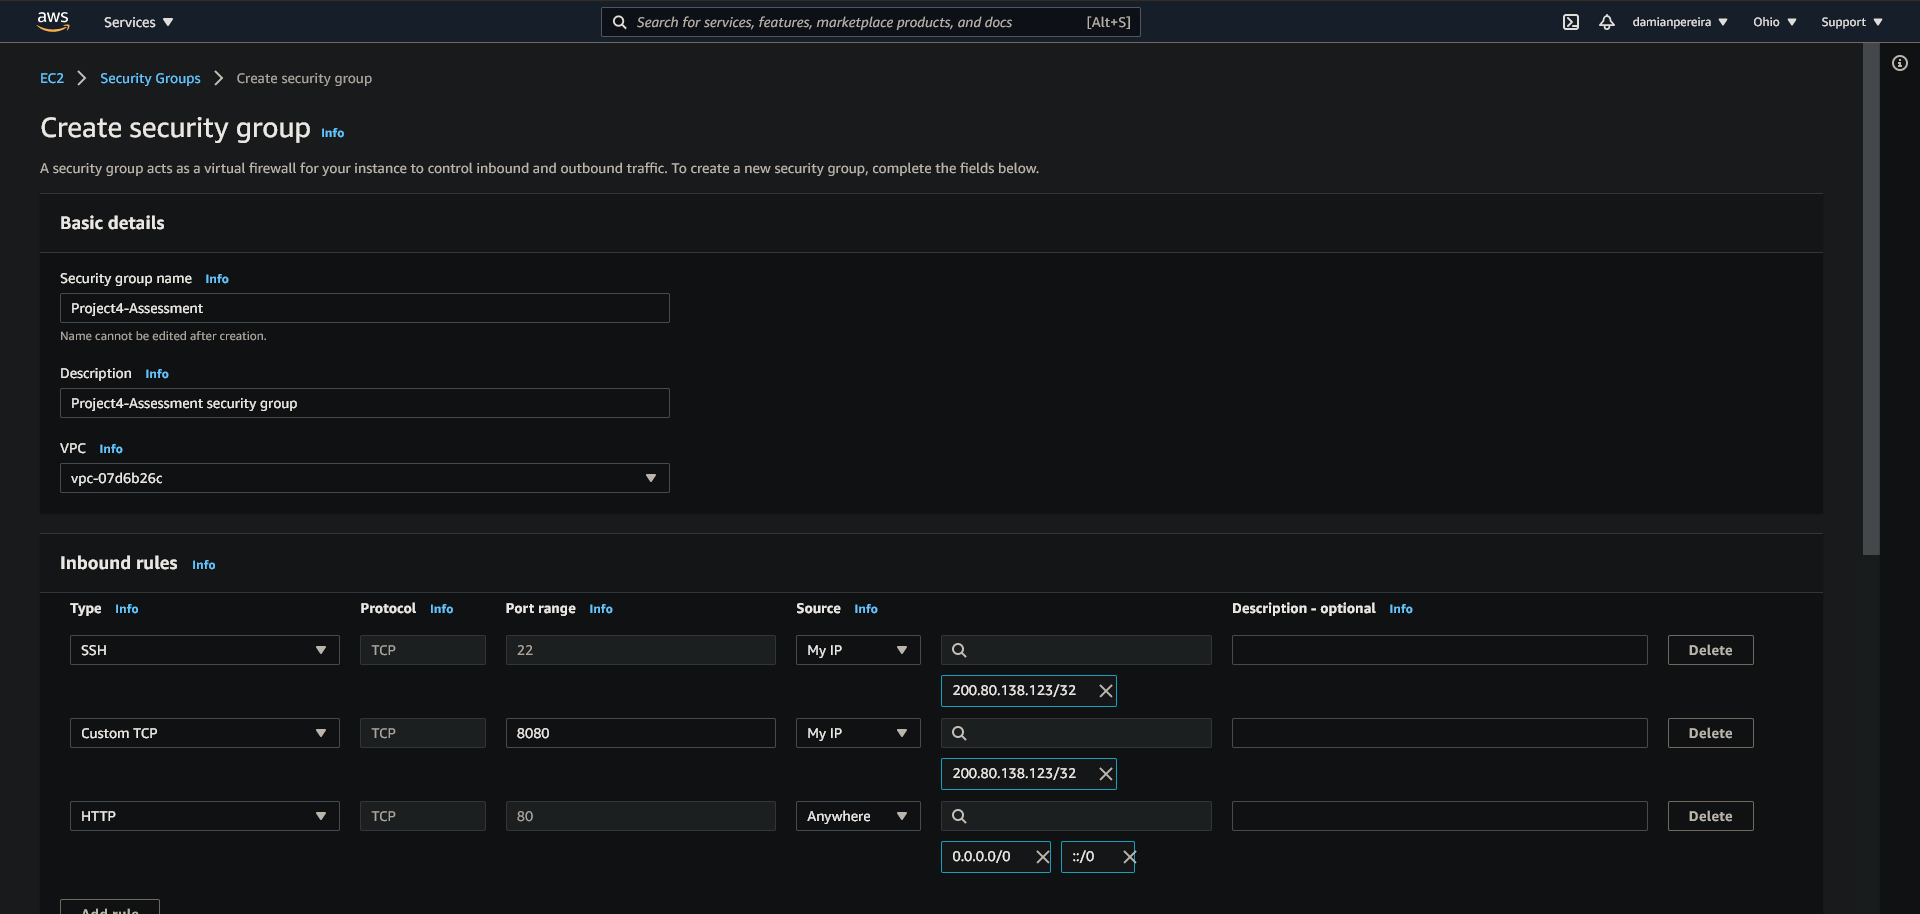 aws Services Search for services, features, marketplace products, and docs [Alt+S] damianpereira Ohio Support
EC2 Security Groups Create security group
Create security group Info
A security group acts as a virtual firewall for your instance to control inbound and outbound traffic. To create a new security group, complete the fields below.
Basic details
Security group name Info
Project4-Assessment
Name cannot be edited after creation.
Description Info
Project4-Assessment security group
VPC Info
vpc-07d6b26c
Inbound rules Info
Type Info Protocol Info Port range Info Source Info Description - optional Info
SSH TCP 22 My IP Delete
200.80.138.123/32
Custom TCP TCP 8080 My IP Delete
200.80.138.123/32
HTTP TCP 80 Anywhere Delete
0.0.0.0/0 ::/0
Add rule